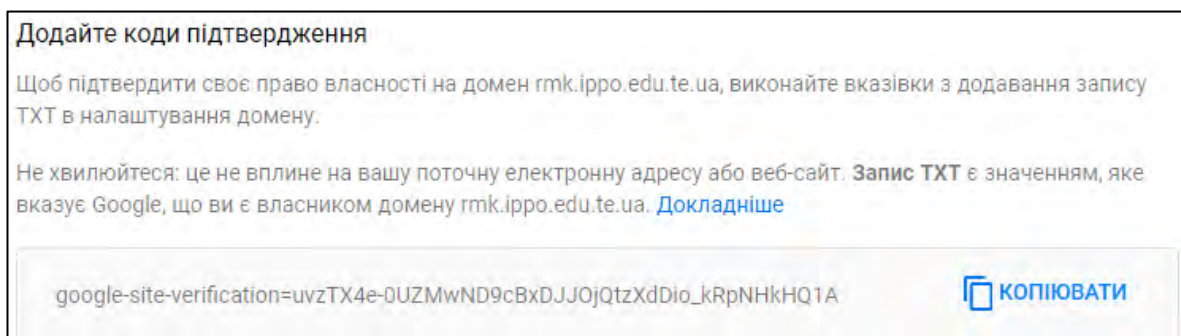 Додайте коди підтвердження
Щоб підтвердити своє право власності на домен rmk.ippo.edu.te.ua, виконайте вказівки з додавання запису
TXT в налаштування домену.
Не хвилюйтеся: це не вплине на вашу поточну електронну адресу або веб-сайт. Запис TXT є значенням, яке
вказує Google, що ви є власником домену rmk.ippo.edu.te.ua. Докладніше
google-site-verification=uvzTX4e-0UZMwND9cBxDJJOjQtzXdDio_kRpNHkHQ1A КОПІЮВАТИ